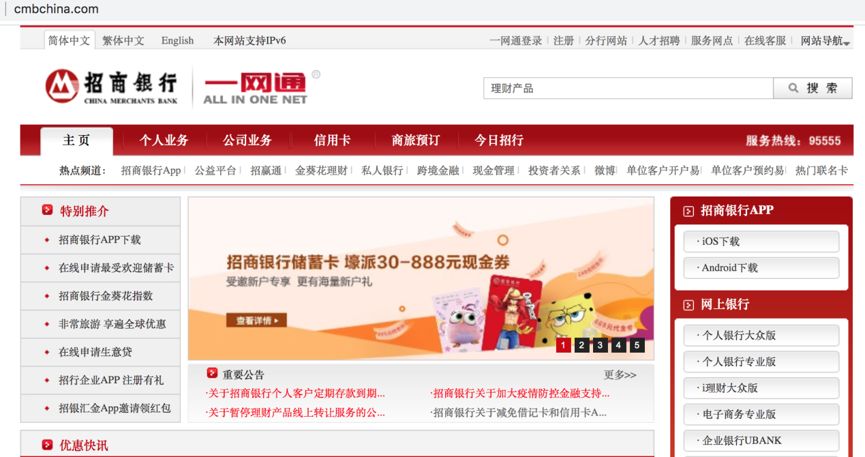 cmbchina.com
简体中文 繁体中文 English 本网站支持IPv6 一网通登录 注册 分行网站 人才招聘 服务网点 在线客服 网站导航
招商银行 CHINA MERCHANTS BANK 一网通 ® ALL IN ONE NET 理财产品 搜 索
主 页 个人业务 公司业务 信用卡 商旅预订 今日招行 服务热线：95555
热点频道： 招商银行App 公益平台 招赢通 金葵花理财 私人银行 跨境金融 现金管理 投资者关系 微博 单位客户开户易 单位客户预约易 热门联名卡
特别推介
招商银行APP下载
在线申请最受欢迎储蓄卡
招商银行金葵花指数
非常旅游 享遍全球优惠
在线申请生意贷
招行企业APP 注册有礼
招银汇金App邀请领红包
优惠快讯
招商银行储蓄卡 壕派30-888元现金券
受邀新户专享 更有海量新户礼
查看详情
1 2 3 4 5
重要公告 更多>>
·关于招商银行个人客户定期存款到期... ·招商银行关于加大疫情防控金融支持...
·关于暂停理财产品线上转让服务的公... ·招商银行关于减免借记卡和信用卡A...
招商银行APP
· iOS下载
· Android下载
网上银行
· 个人银行大众版
· 个人银行专业版
· i理财大众版
· 电子商务专业版
· 企业银行UBANK